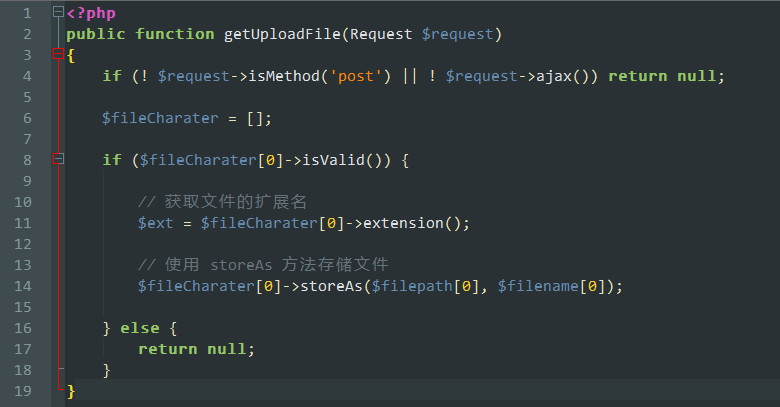 1 <?php
2 public function getUploadFile(Request $request)
3 {
4     if (! $request->isMethod('post') || ! $request->ajax()) return null;
5
6     $fileCharater = [];
7
8     if ($fileCharater[0]->isValid()) {
9
10         // 获取文件的扩展名
11         $ext = $fileCharater[0]->extension();
12
13         // 使用 storeAs 方法存储文件
14         $fileCharater[0]->storeAs($filepath[0], $filename[0]);
15
16     } else {
17         return null;
18     }
19 }